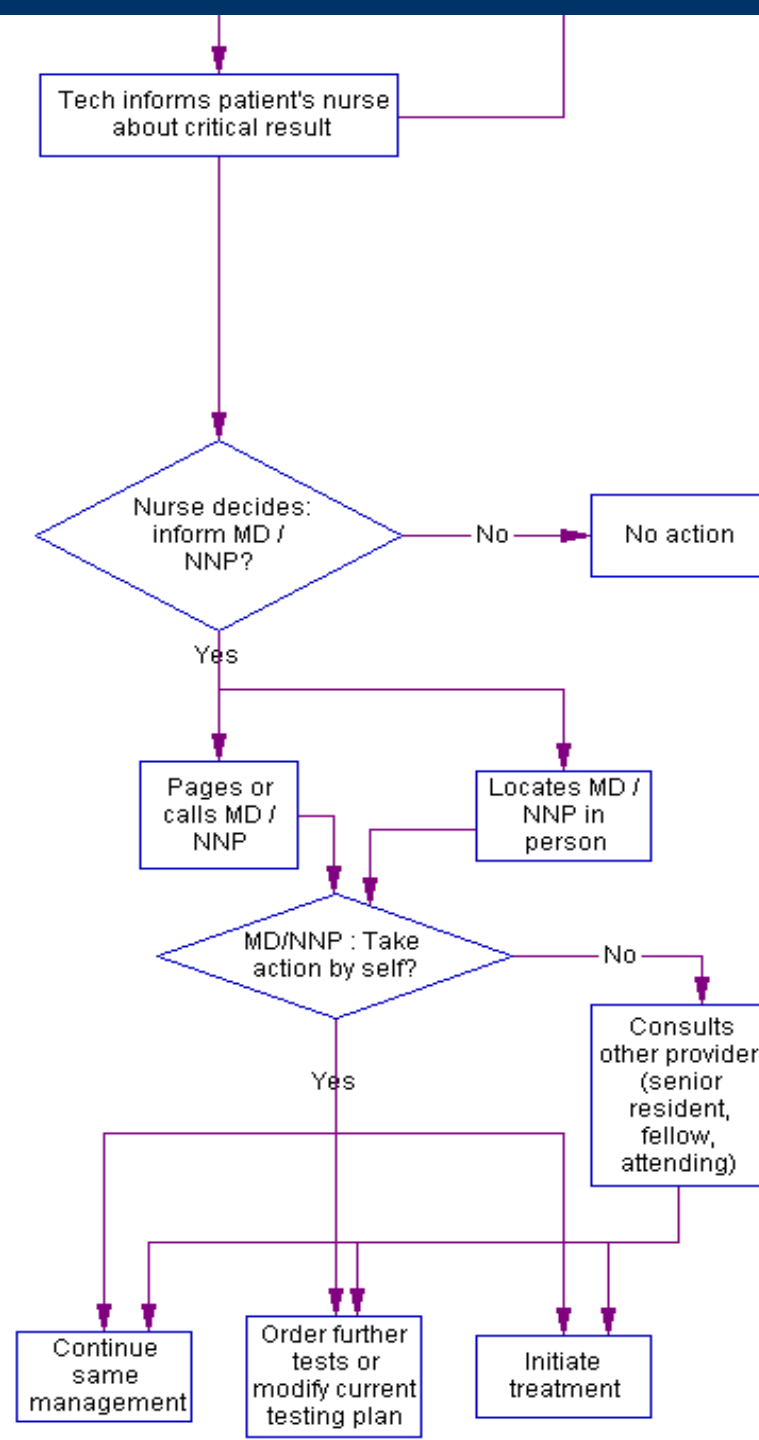 Tech informs patient's nurse
about critical result
Nurse decides:
inform MD /
NNP?
No
No action
Yes
Pages or
calls MD /
NNP
Locates MD /
NNP in
person
MD/NNP : Take
action by self?
No
Consults
other provider
(senior
resident,
fellow,
attending)
Yes
Continue
same
management
Order further
tests or
modify current
testing plan
Initiate
treatment